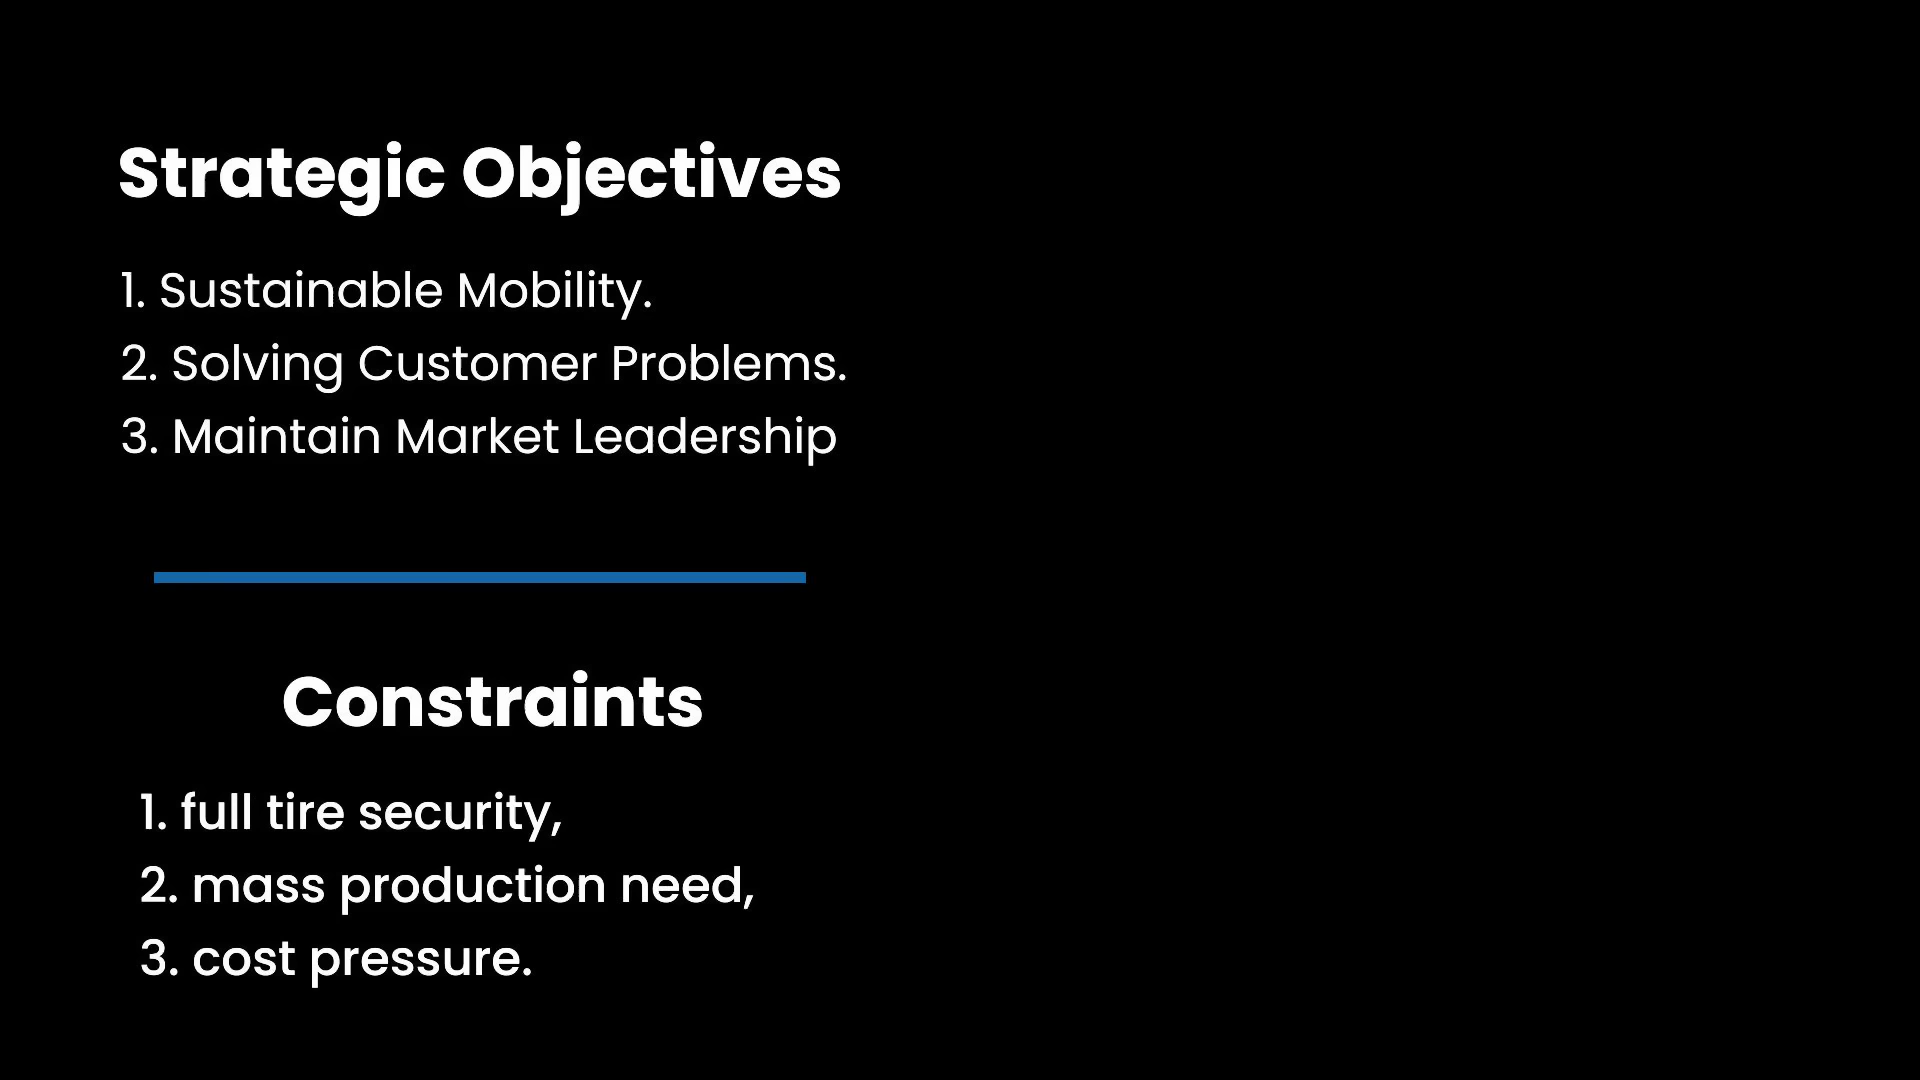 Strategic Objectives
1. Sustainable Mobility.
2. Solving Customer Problems.
3. Maintain Market Leadership
Constraints
1. full tire security,
2. mass production need,
3. cost pressure.